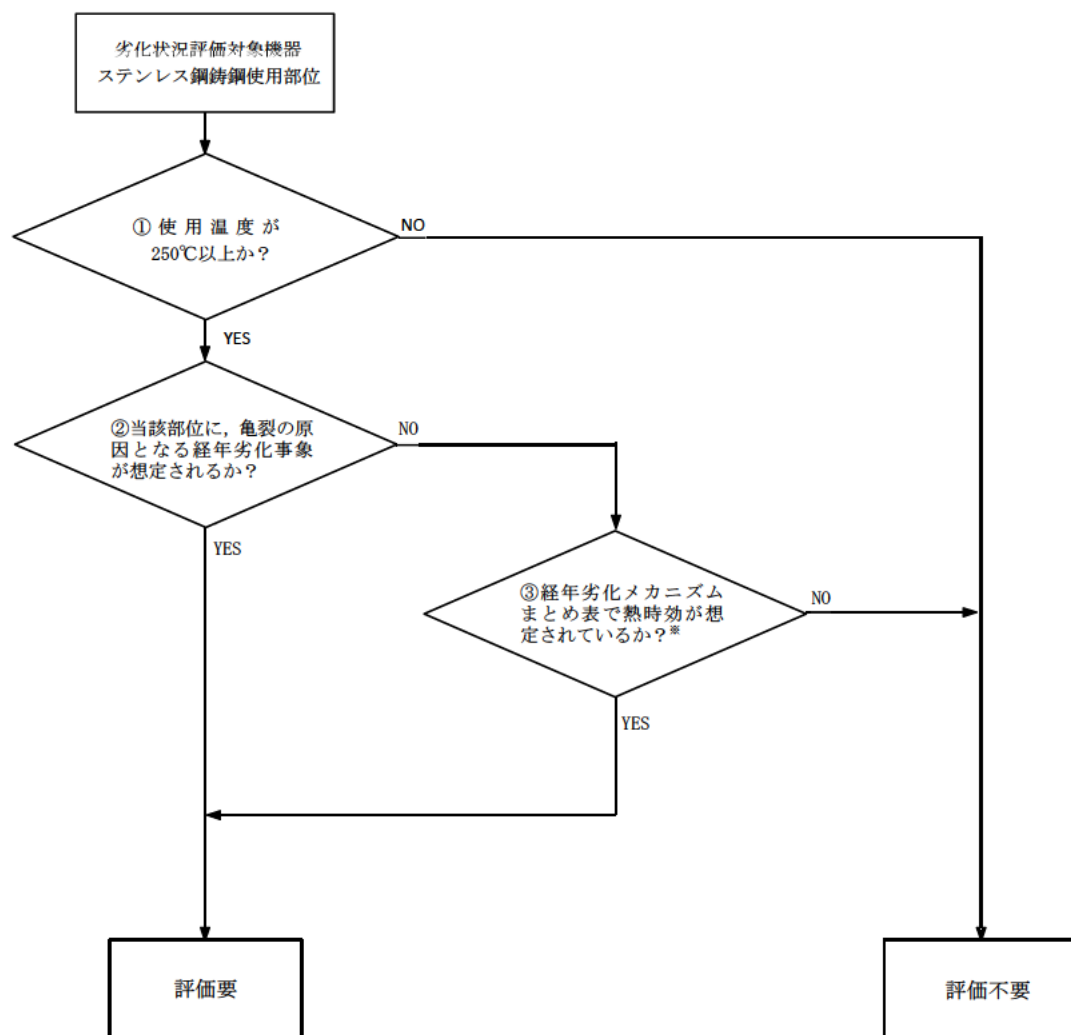 劣化状況評価対象機器
ステンレス鋼鋳鋼使用部位
①使用温度が
250℃以上か？
NO
YES
②当該部位に，亀裂の原
因となる経年劣化事象
が想定されるか？
NO
YES
③経年劣化メカニズム
まとめ表で熱時効が想
定されているか？※
NO
YES
評価要
評価不要